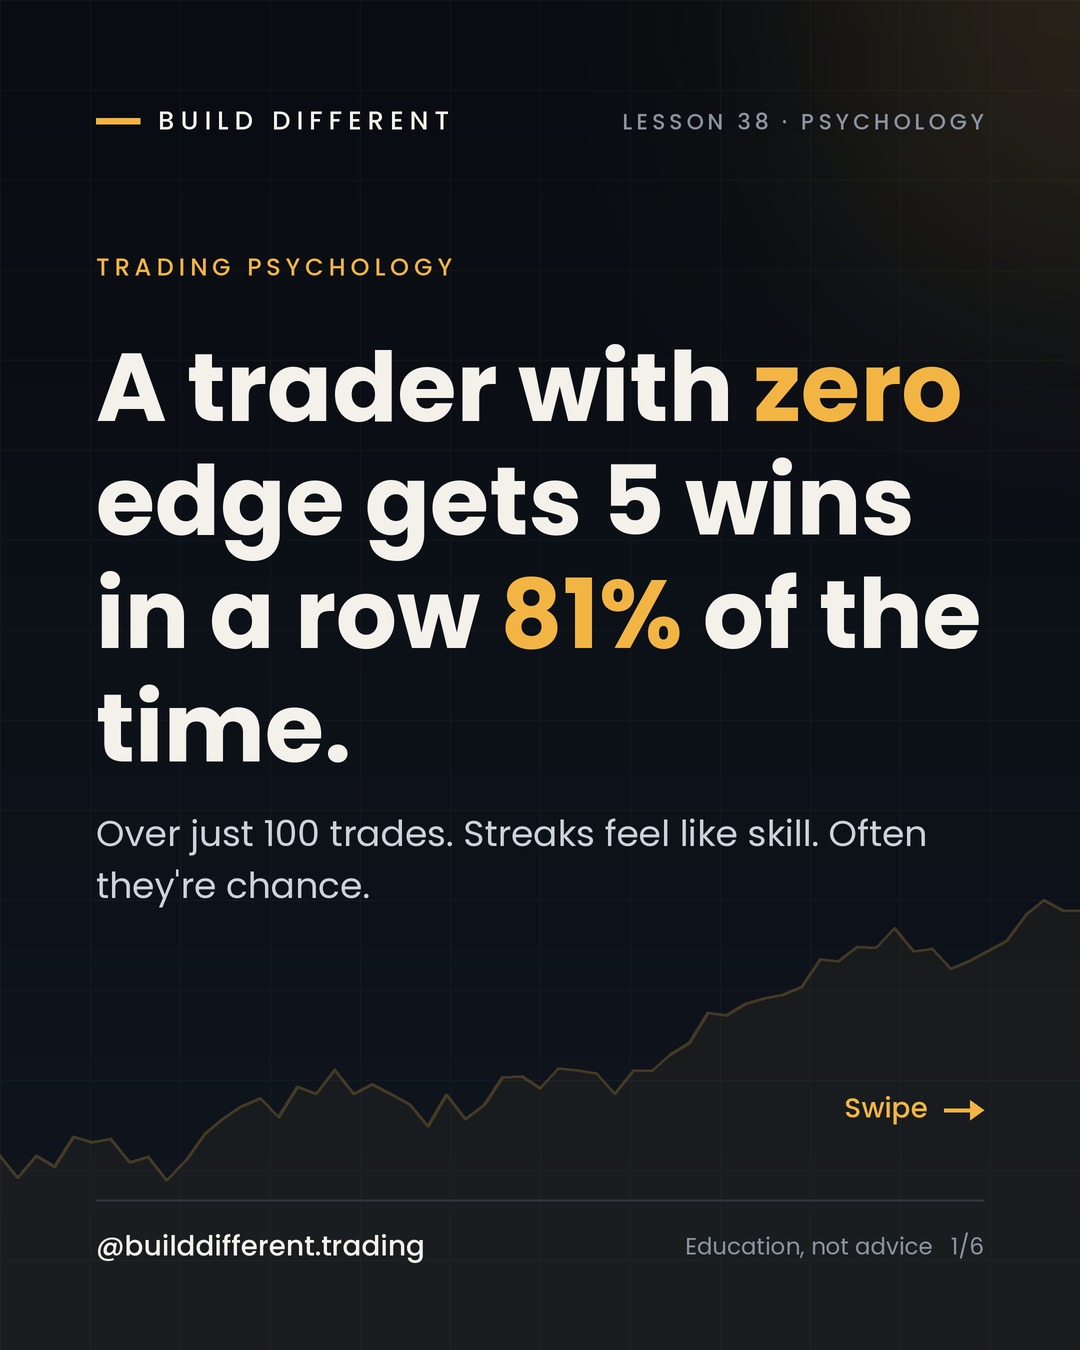 BUILD DIFFERENT
LESSON 38 · PSYCHOLOGY
TRADING PSYCHOLOGY
A trader with zero
edge gets 5 wins
in a row 81% of the
time.
Over just 100 trades. Streaks feel like skill. Often
they're chance.
Swipe
@builddifferent.trading
Education, not advice 1/6